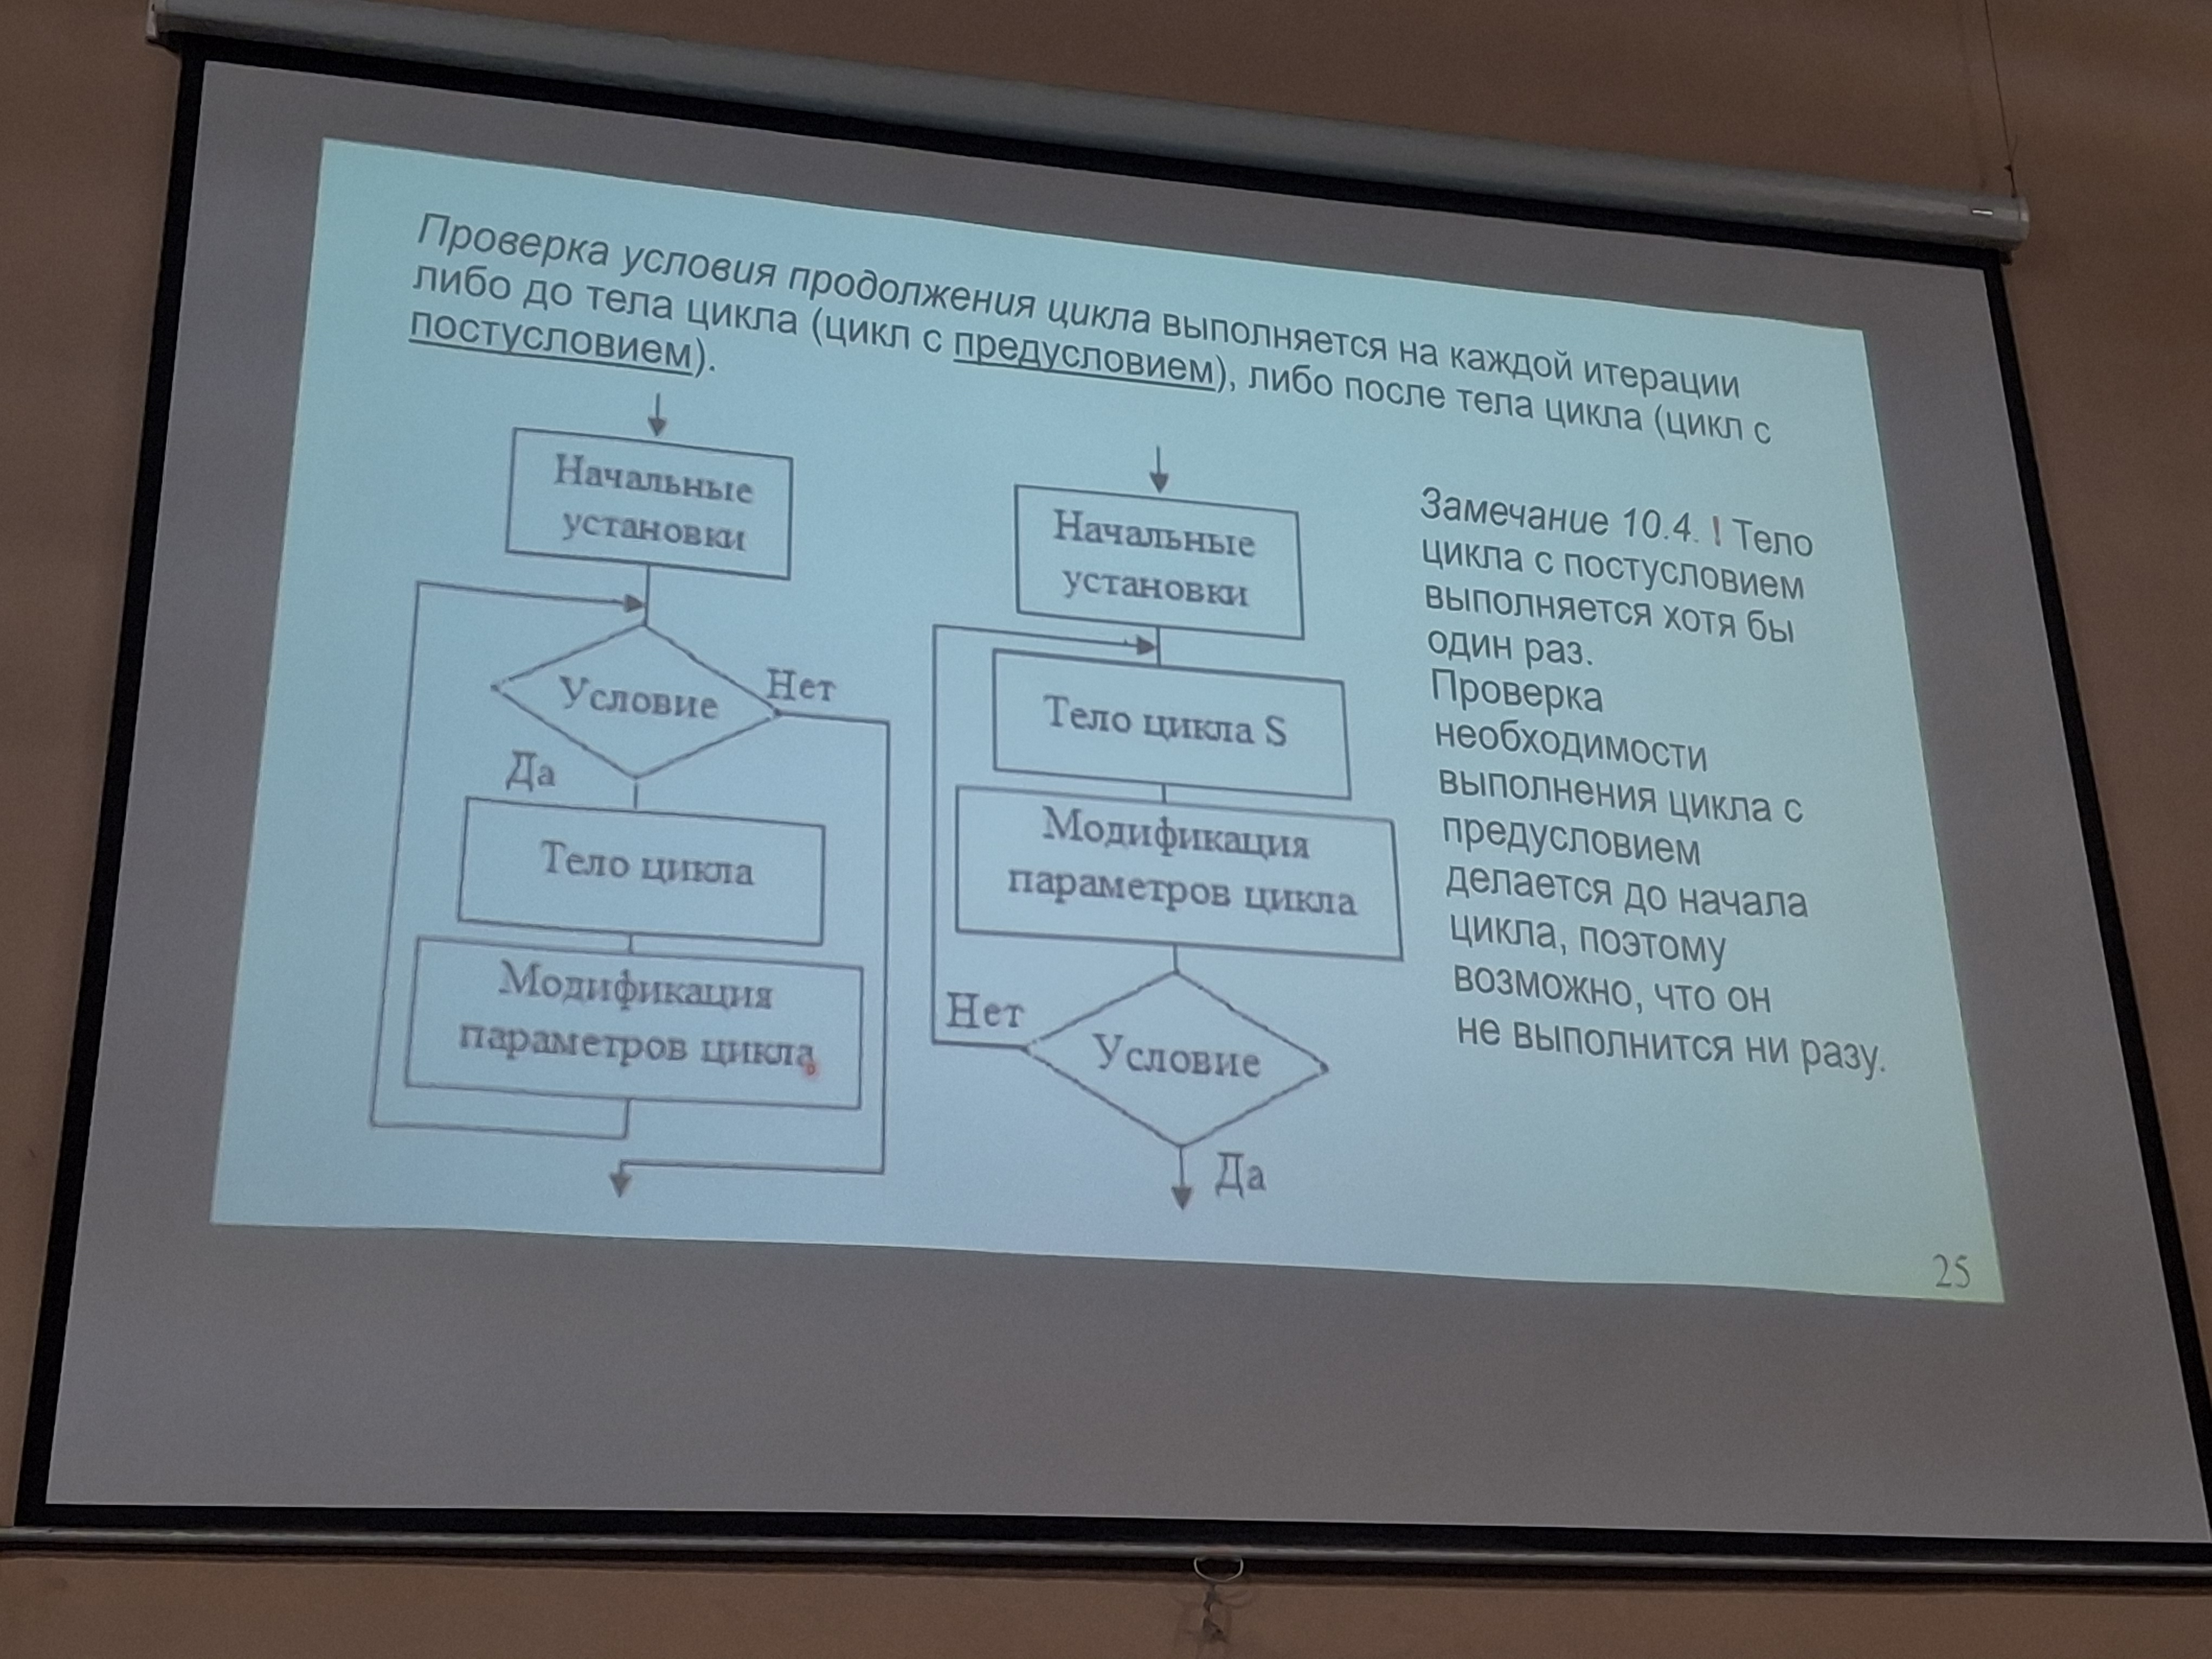 Проверка условия продолжения цикла выполняется на каждой итерации
либо до тела цикла (цикл с предусловием), либо после тела цикла (цикл с
постусловием).
Начальные
установки
Условие
Нет
Да
Тело цикла
Модификация
параметров цикла
Начальные
установки
Тело цикла S
Модификация
параметров цикла
Нет
Условие
Да
Замечание 10.4. ! Тело
цикла с постусловием
выполняется хотя бы
один раз.
Проверка
необходимости
выполнения цикла с
предусловием
делается до начала
цикла, поэтому
возможно, что он
не выполнится ни разу.
25